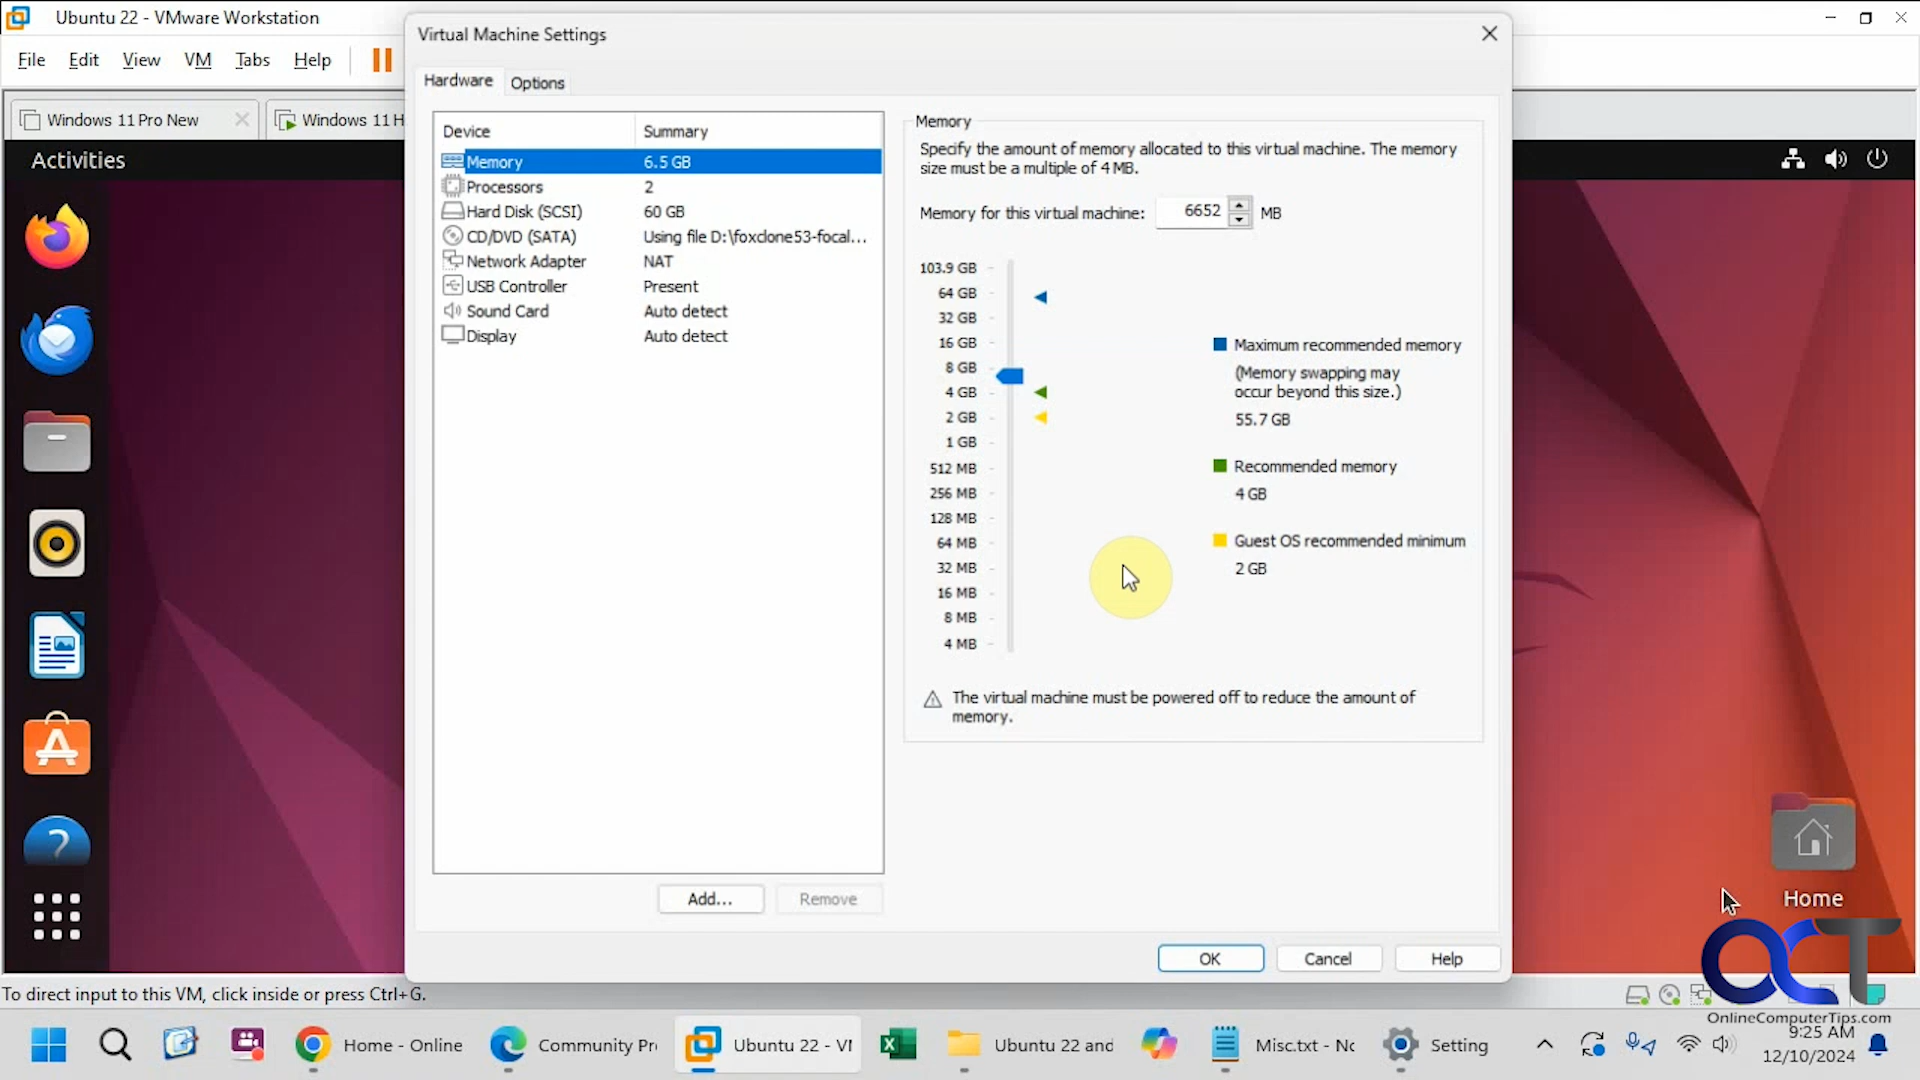 Ubuntu 22 - VMware Workstation
File Edit View VM Tabs Help
Windows 11 Pro New
Windows 11 H
Activities
Virtual Machine Settings
Hardware Options
Device Summary
Memory 6.5 GB
Processors 2
Hard Disk (SCSI) 60 GB
CD/DVD (SATA) Using file D:\foxclone53-focal...
Network Adapter NAT
USB Controller Present
Sound Card Auto detect
Display Auto detect
Add... Remove
Memory
Specify the amount of memory allocated to this virtual machine. The memory
size must be a multiple of 4 MB.
Memory for this virtual machine: 6652 MB
103.9 GB
64 GB
32 GB
16 GB
8 GB
4 GB
2 GB
1 GB
512 MB
256 MB
128 MB
64 MB
32 MB
16 MB
8 MB
4 MB
Maximum recommended memory
(Memory swapping may
occur beyond this size.)
55.7 GB
Recommended memory
4 GB
Guest OS recommended minimum
2 GB
The virtual machine must be powered off to reduce the amount of
memory.
OK Cancel Help
Home
To direct input to this VM, click inside or press Ctrl+G.
OCT
OnlineComputerTips.com
Home - Online
Community Pr
Ubuntu 22 - VM
Ubuntu 22 and
Misc.txt - No
Setting
9:25 AM
12/10/2024